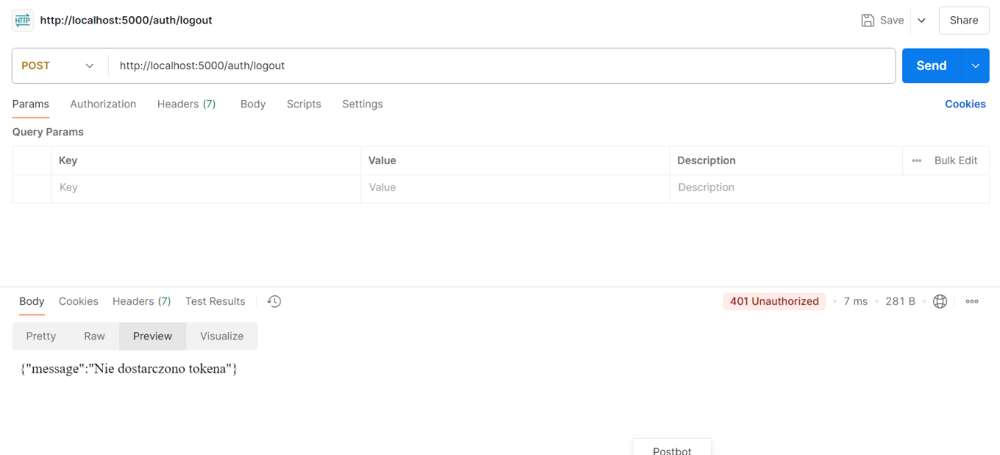 HTTP http://localhost:5000/auth/logout Save Share
POST http://localhost:5000/auth/logout Send
Params Authorization Headers (7) Body Scripts Settings Cookies
Query Params
Key Value Description Bulk Edit
Key Value Description
Body Cookies Headers (7) Test Results 401 Unauthorized 7 ms 281 B
Pretty Raw Preview Visualize
{"message":"Nie dostarczono tokena"}
Postbot